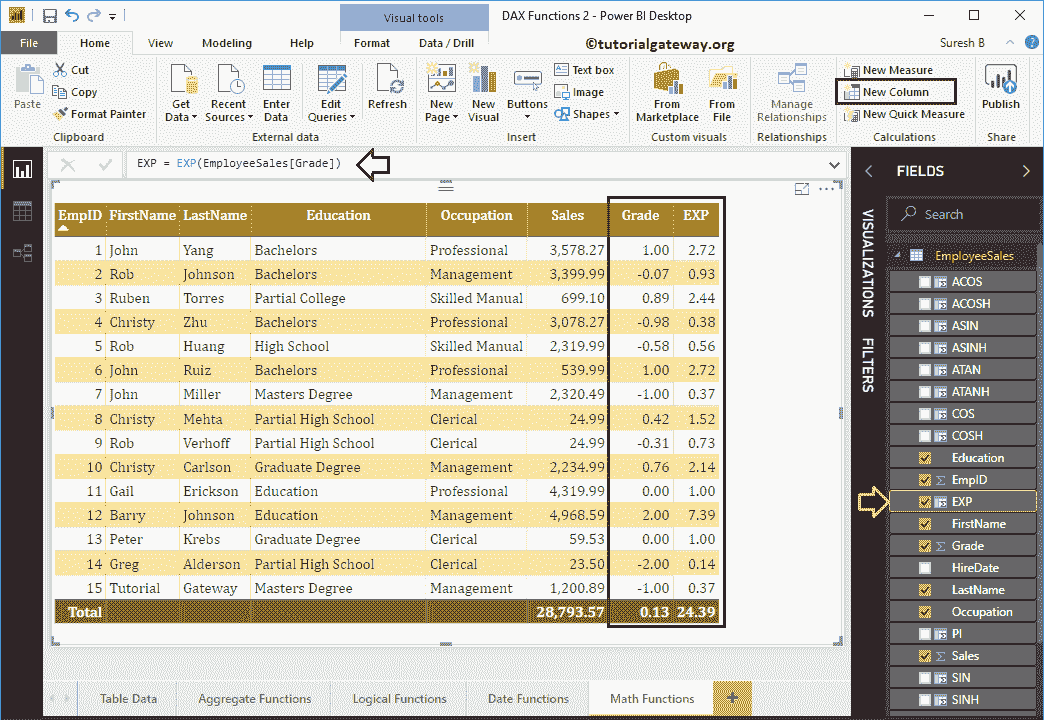 Visual tools
DAX Functions 2 - Power BI Desktop
File Home View Modeling Help Format Data / Drill
©tutorialgateway.org
Suresh B
Paste
Cut
Copy
Format Painter
Clipboard
Get Data
Recent Sources
Enter Data
Edit Queries
External data
Refresh
New Page
New Visual
Buttons
Text box
Image
Shapes
Insert
From Marketplace
From File
Custom visuals
Manage Relationships
Relationships
New Measure
New Column
New Quick Measure
Calculations
Publish
Share
EXP = EXP(EmployeeSales[Grade])
EmpID FirstName LastName Education Occupation Sales Grade EXP
1 John Yang Bachelors Professional 3,578.27 1.00 2.72
2 Rob Johnson Bachelors Management 3,399.99 -0.07 0.93
3 Ruben Torres Partial College Skilled Manual 699.10 0.89 2.44
4 Christy Zhu Bachelors Professional 3,078.27 -0.98 0.38
5 Rob Huang High School Skilled Manual 2,319.99 -0.58 0.56
6 John Ruiz Bachelors Professional 539.99 1.00 2.72
7 John Miller Masters Degree Management 2,320.49 -1.00 0.37
8 Christy Mehta Partial High School Clerical 24.99 0.42 1.52
9 Rob Verhoff Partial High School Clerical 24.99 -0.31 0.73
10 Christy Carlson Graduate Degree Management 2,234.99 0.76 2.14
11 Gail Erickson Education Professional 4,319.99 0.00 1.00
12 Barry Johnson Education Management 4,968.59 2.00 7.39
13 Peter Krebs Graduate Degree Clerical 59.53 0.00 1.00
14 Greg Alderson Partial High School Clerical 23.50 -2.00 0.14
15 Tutorial Gateway Masters Degree Management 1,200.89 -1.00 0.37
Total 28,793.57 0.13 24.39
VISUALIZATIONS
FILTERS
FIELDS
Search
EmployeeSales
ACOS
ACOSH
ASIN
ASINH
ATAN
ATANH
COS
COSH
Education
EmpID
EXP
FirstName
Grade
HireDate
LastName
Occupation
PI
Sales
SIN
SINH
Table Data Aggregate Functions Logical Functions Date Functions Math Functions +